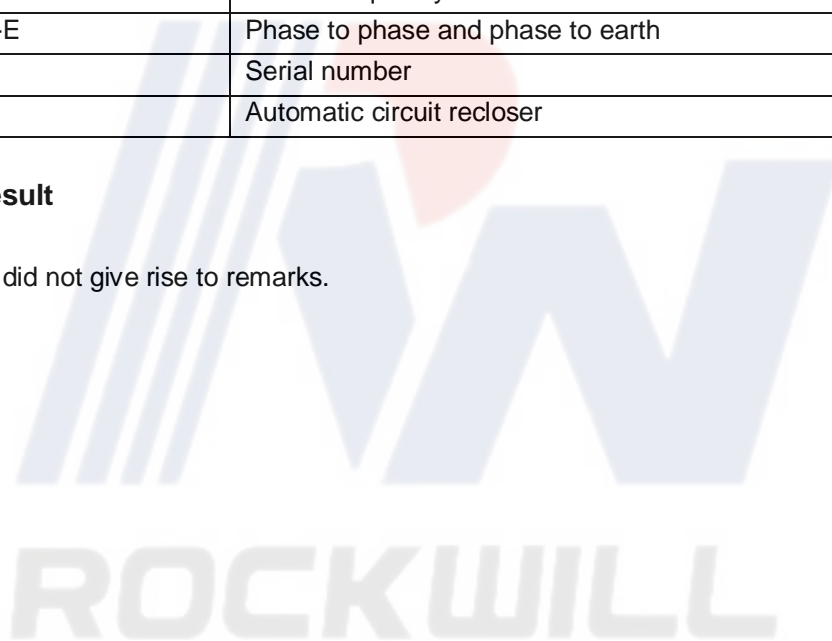 -E Phase to phase and phase to earth
Serial number
Automatic circuit recloser
esult
did not give rise to remarks.
ROCKWILL